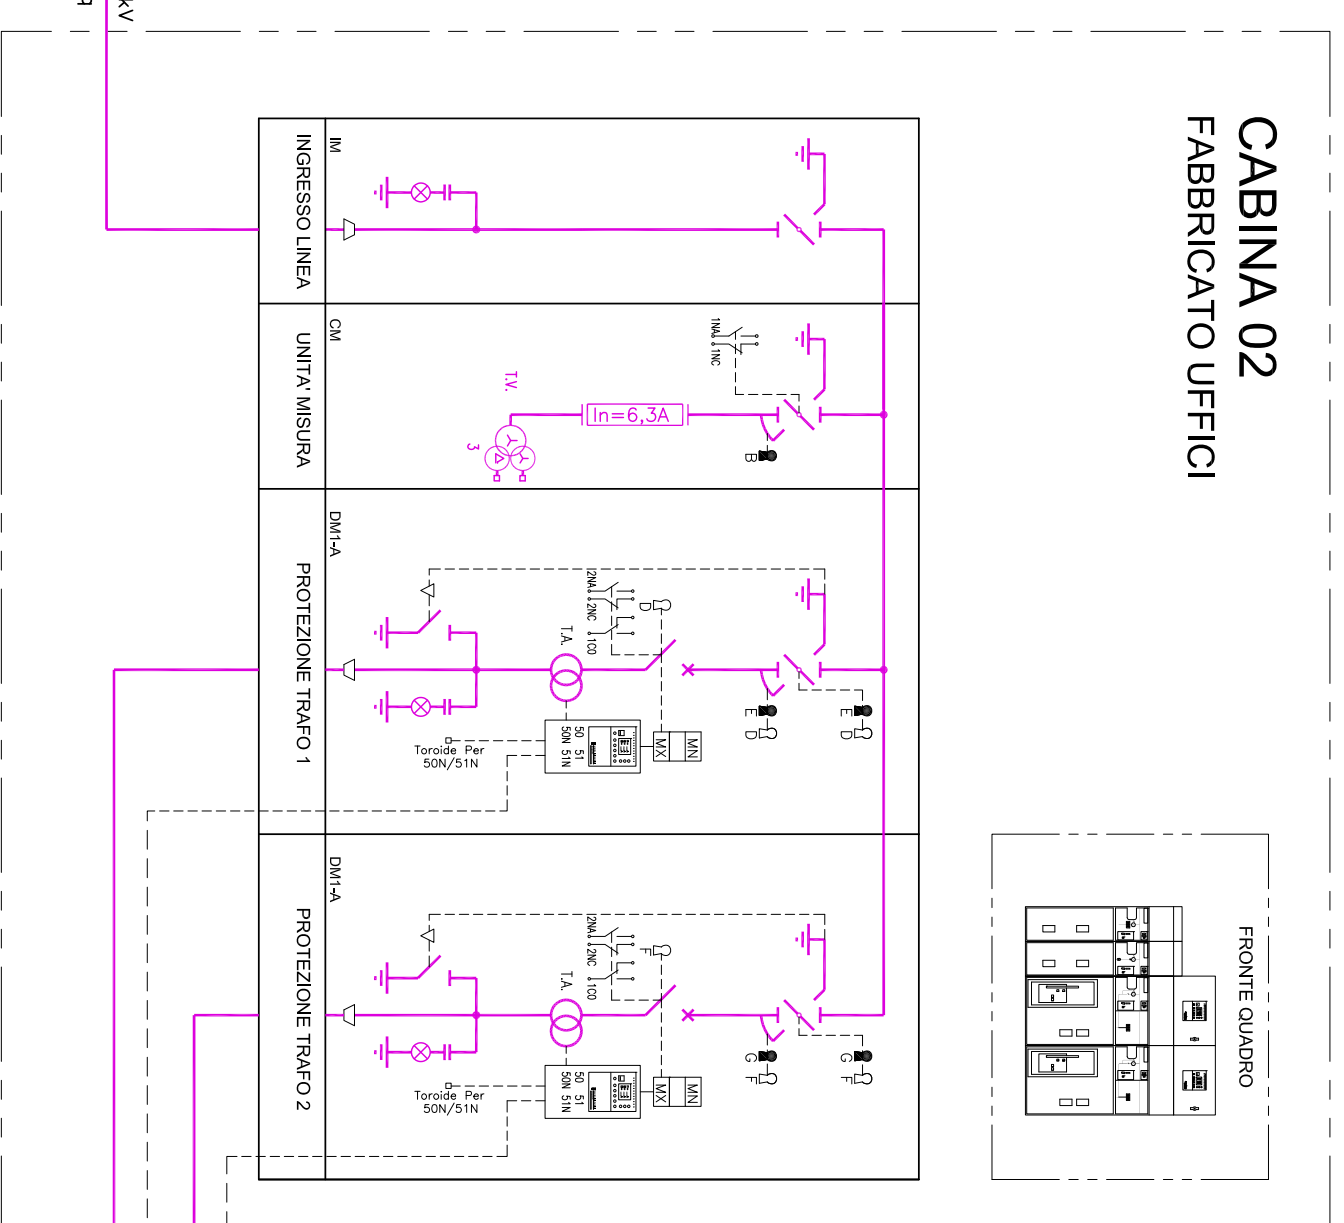 kV
CABINA 02
FABBRICATO UFFICI
IM
INGRESSO LINEA
CM
UNITA' MISURA
1NA
1NC
T.V.
In=6,3A
3
B
DM1-A
PROTEZIONE TRAFO 1
2NA
2NC
1C0
D
T.A.
E
D
E
D
50 51
50N 51N
MX
MN
Toroide Per
50N/51N
DM1-A
PROTEZIONE TRAFO 2
2NA
2NC
1C0
F
T.A.
G
F
G
F
50 51
50N 51N
MX
MN
Toroide Per
50N/51N
FRONTE QUADRO